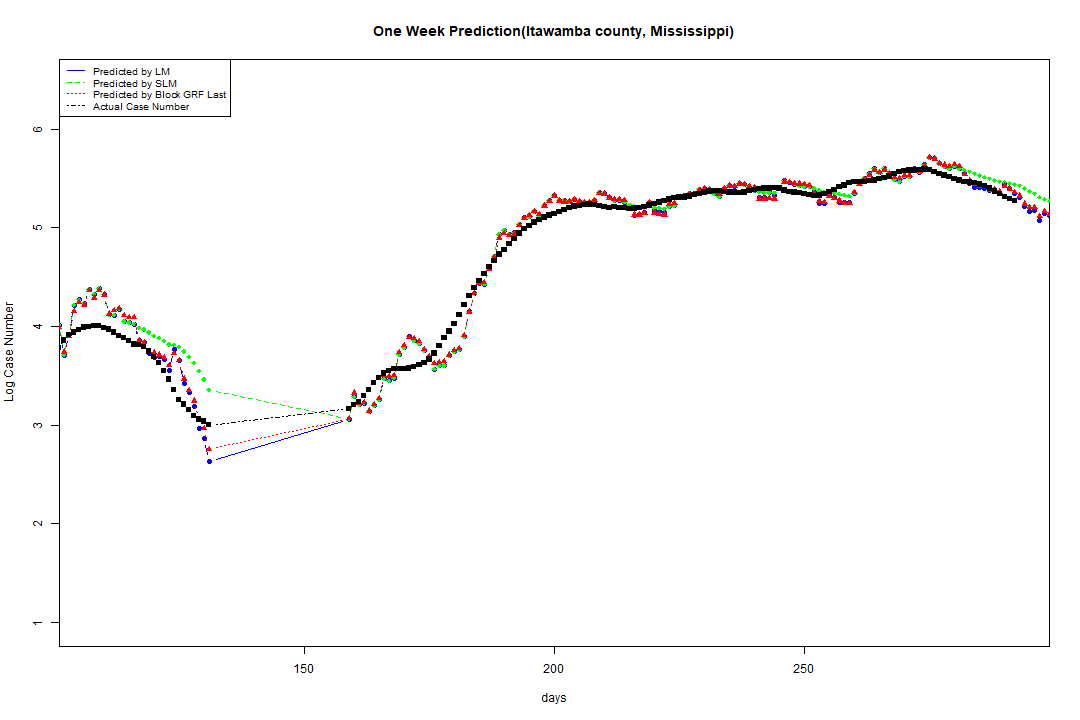 One Week Prediction(Itawamba county, Mississippi)
Predicted by LM
Predicted by SLM
Predicted by Block GRF Last
Actual Case Number
6
5
4
3
2
1
Log Case Number
150
200
250
days